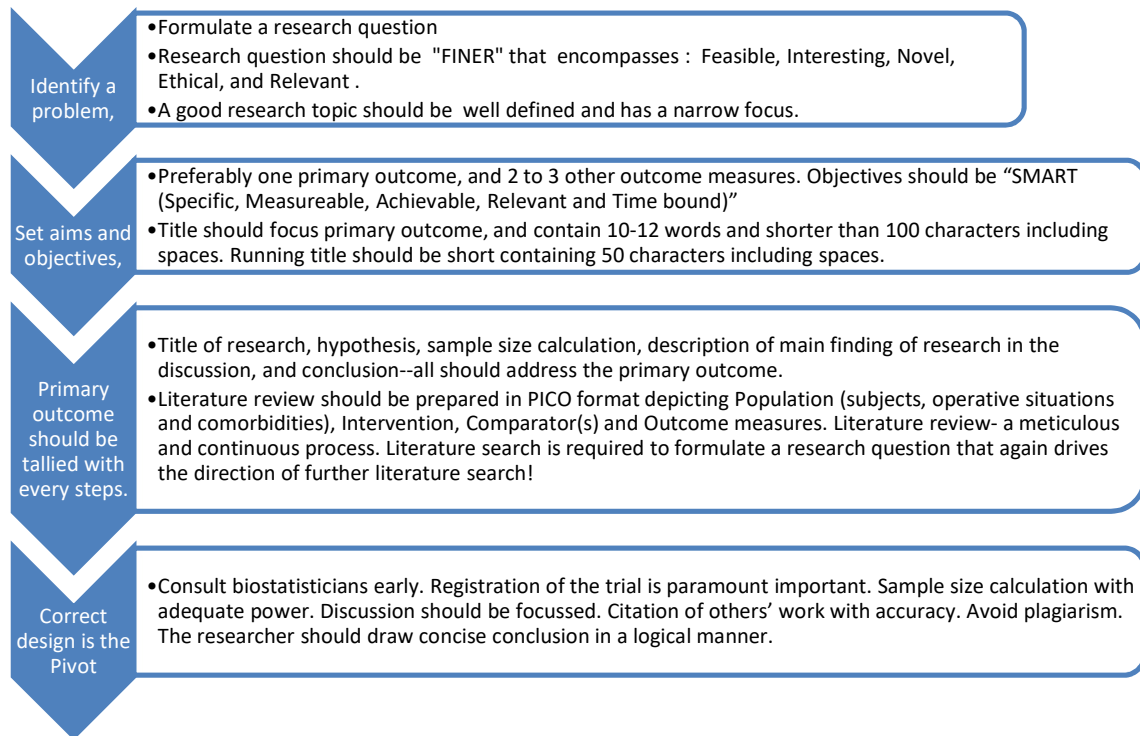 Identify a
problem,
•Formulate a research question
•Research question should be "FINER" that encompasses : Feasible, Interesting, Novel,
Ethical, and Relevant .
•A good research topic should be well defined and has a narrow focus.
Set aims and
objectives,
•Preferably one primary outcome, and 2 to 3 other outcome measures. Objectives should be “SMART
(Specific, Measureable, Achievable, Relevant and Time bound)”
•Title should focus primary outcome, and contain 10-12 words and shorter than 100 characters including
spaces. Running title should be short containing 50 characters including spaces.
Primary
outcome
should be
tallied with
every steps.
•Title of research, hypothesis, sample size calculation, description of main finding of research in the
discussion, and conclusion--all should address the primary outcome.
•Literature review should be prepared in PICO format depicting Population (subjects, operative situations
and comorbidities), Intervention, Comparator(s) and Outcome measures. Literature review- a meticulous
and continuous process. Literature search is required to formulate a research question that again drives
the direction of further literature search!
Correct
design is the
Pivot
•Consult biostatisticians early. Registration of the trial is paramount important. Sample size calculation with
adequate power. Discussion should be focussed. Citation of others’ work with accuracy. Avoid plagiarism.
The researcher should draw concise conclusion in a logical manner.